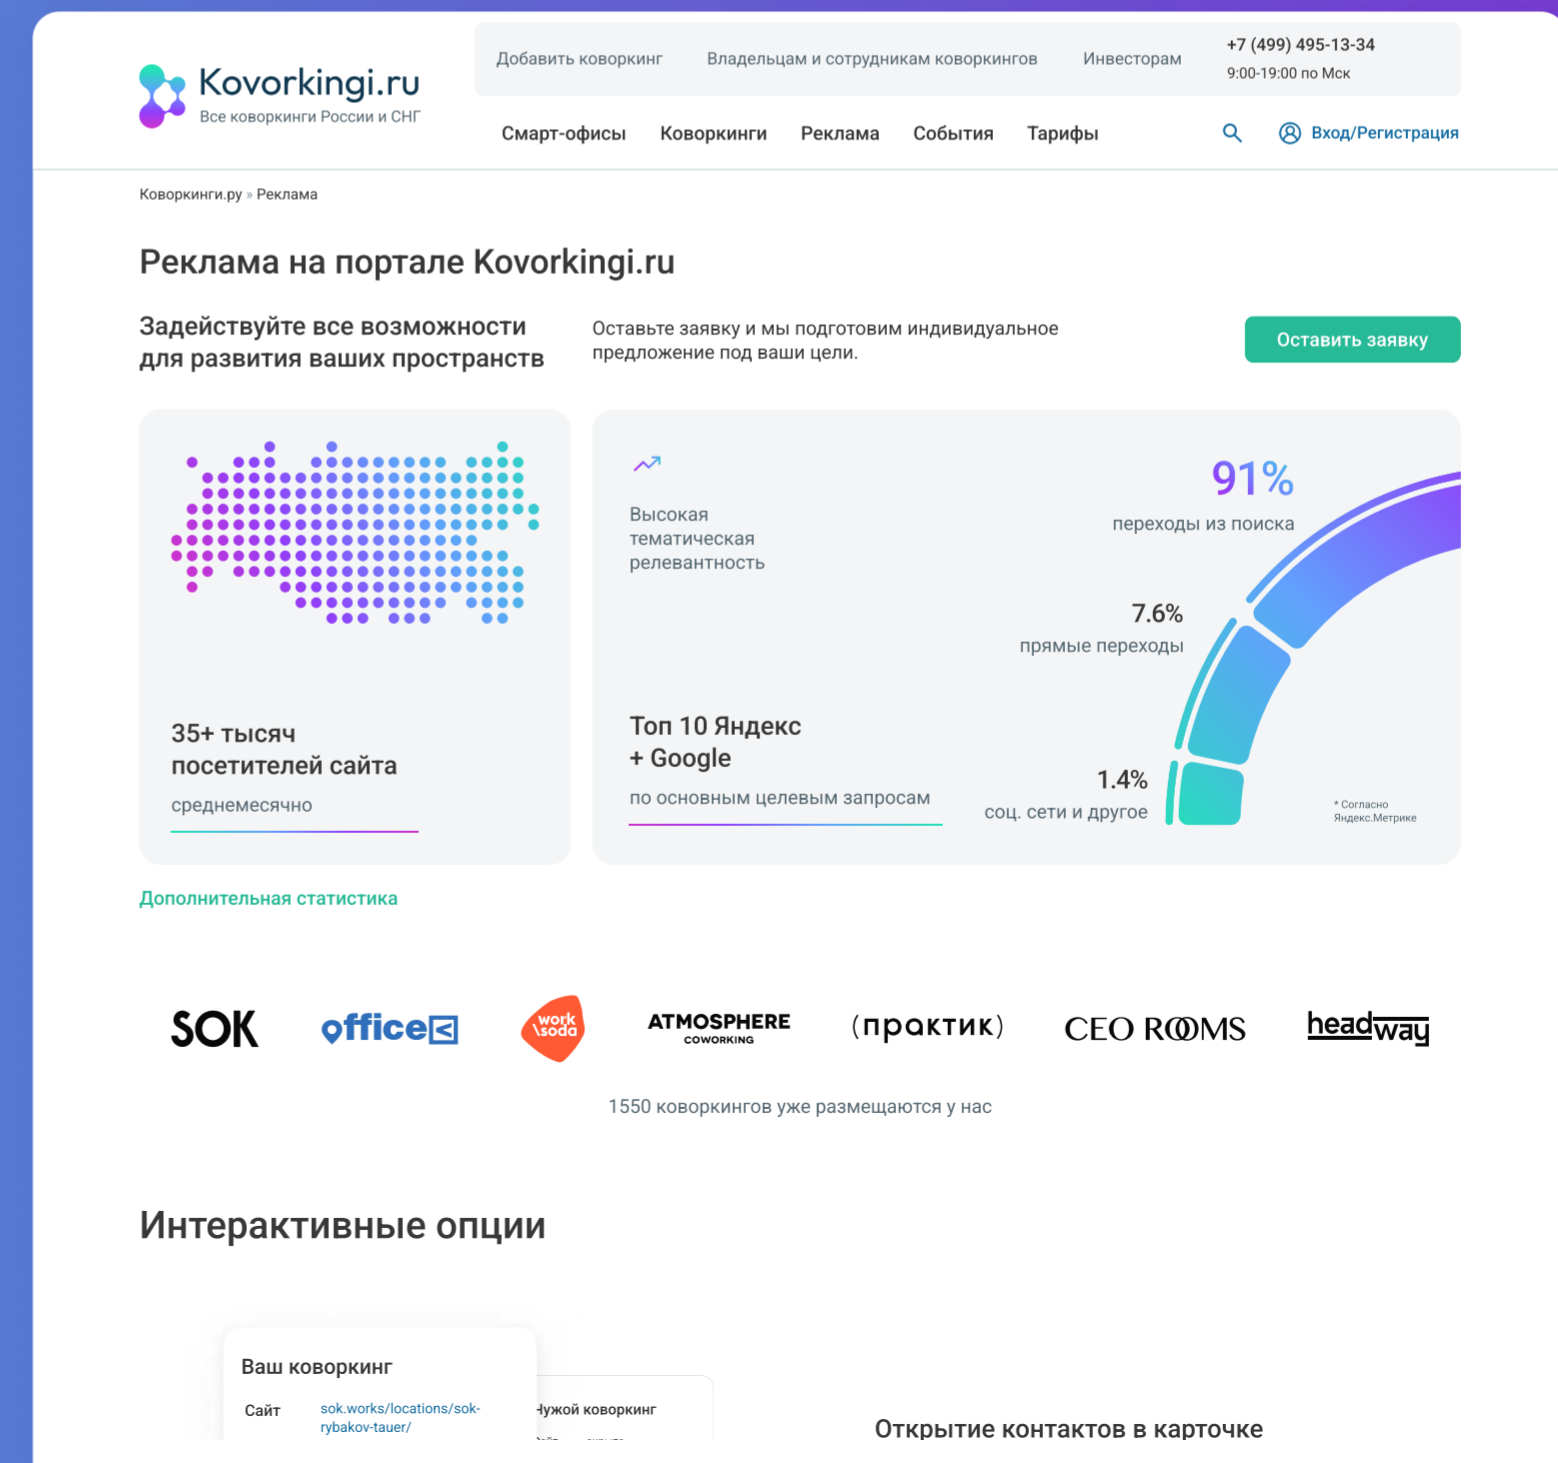 Добавить коворкинг
Владельцам и сотрудникам коворкингов
Инвесторам
+7 (499) 495-13-34
9:00-19:00 по Мск
Kovorkingi.ru
Все коворкинги России и СНГ
Смарт-офисы
Коворкинги
Реклама
События
Тарифы
Вход/Регистрация
Коворкинги.ру » Реклама
Реклама на портале Kovorkingi.ru
Задействуйте все возможности
для развития ваших пространств
Оставьте заявку и мы подготовим индивидуальное
предложение под ваши цели.
Оставить заявку
35+ тысяч
посетителей сайта
среднемесячно
Высокая
тематическая
релевантность
Топ 10 Яндекс
+ Google
по основным целевым запросам
91%
переходы из поиска
7.6%
прямые переходы
1.4%
соц. сети и другое
* Согласно
Яндекс.Метрике
Дополнительная статистика
SOK
office
work
\soda
ATMOSPHERE
COWORKING
(практик)
CEO ROOMS
headway
1550 коворкингов уже размещаются у нас
Интерактивные опции
Ваш коворкинг
Сайт
sok.works/locations/sok-
rybakov-tauer/
Чужой коворкинг
Открытие контактов в карточке